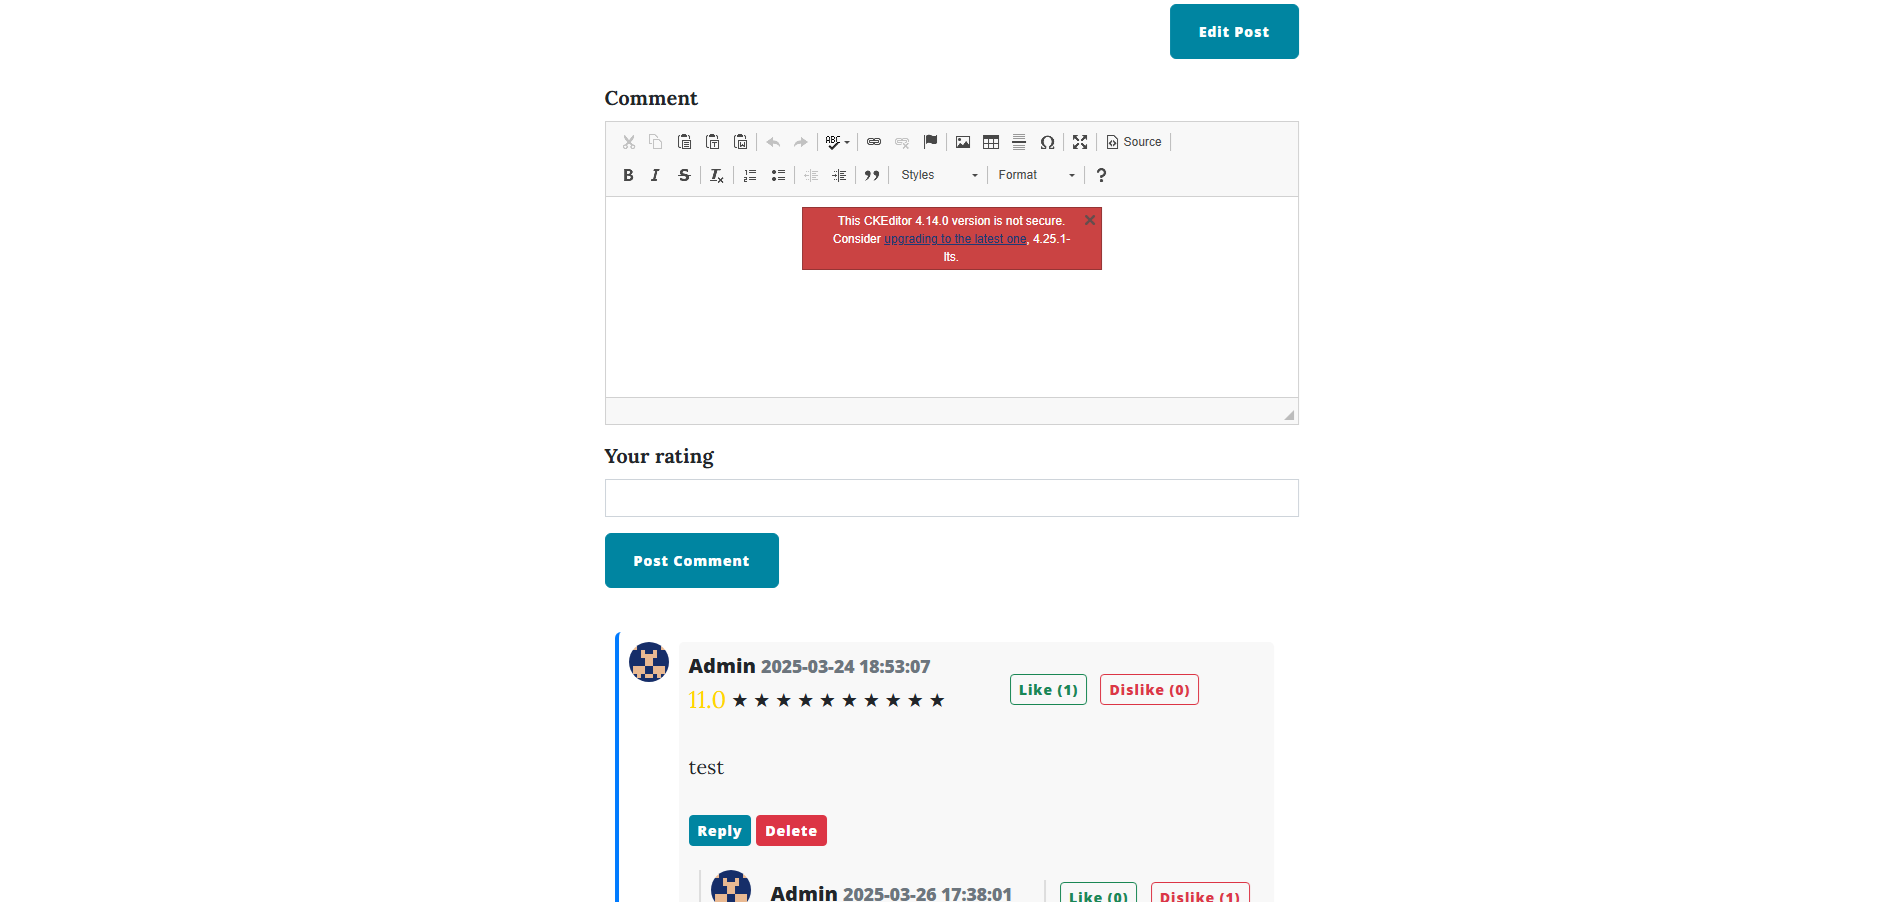 Edit Post
Comment
ABC
Source
B I S Tx
Styles
Format
?
This CKEditor 4.14.0 version is not secure.
Consider upgrading to the latest one, 4.25.1-
lts.
Your rating
Post Comment
Admin 2025-03-24 18:53:07
Like (1)
Dislike (0)
11.0 ★ ★ ★ ★ ★ ★ ★ ★ ★ ★
test
Reply
Delete
Admin 2025-03-26 17:38:01
Like (0)
Dislike (1)